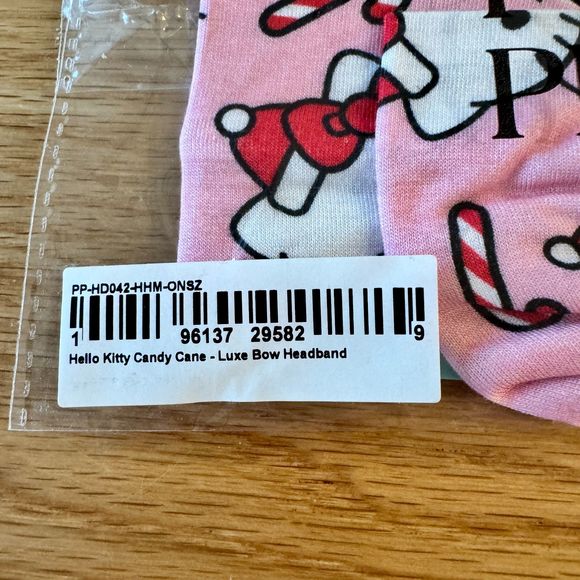 P
PP-HD042-HHM-ONSZ
1 96137 29582 9
Hello Kitty Candy Cane - Luxe Bow Headband